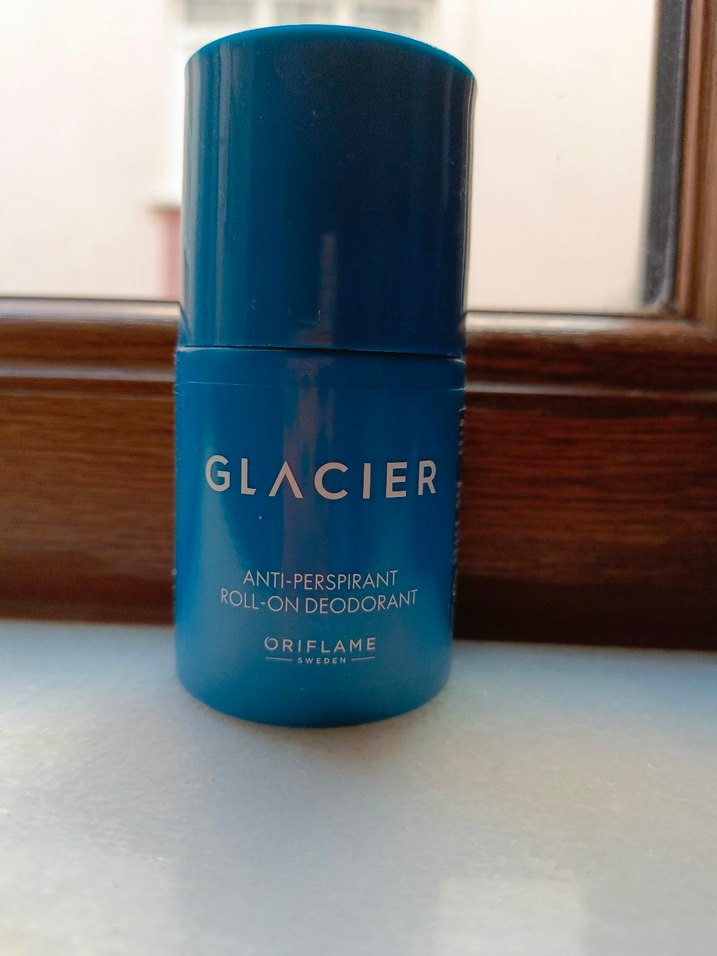 GLACIER
ANTI-PERSPIRANT
ROLL-ON DEODORANT
ORIFLAME
SWEDEN